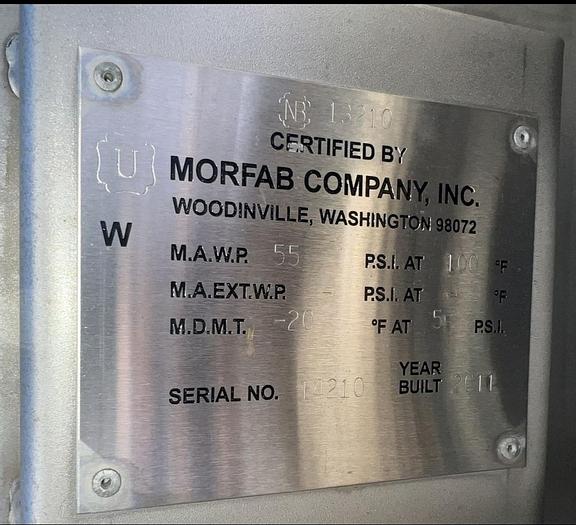 NB 13210
CERTIFIED BY
U
MORFAB COMPANY, INC.
WOODINVILLE, WASHINGTON 98072
W
M.A.W.P. 55 P.S.I. AT 100 °F
M.A.EXT.W.P. - P.S.I. AT - °F
M.D.M.T. -20 °F AT 55 P.S.I.
SERIAL NO. 13210 YEAR BUILT 2011